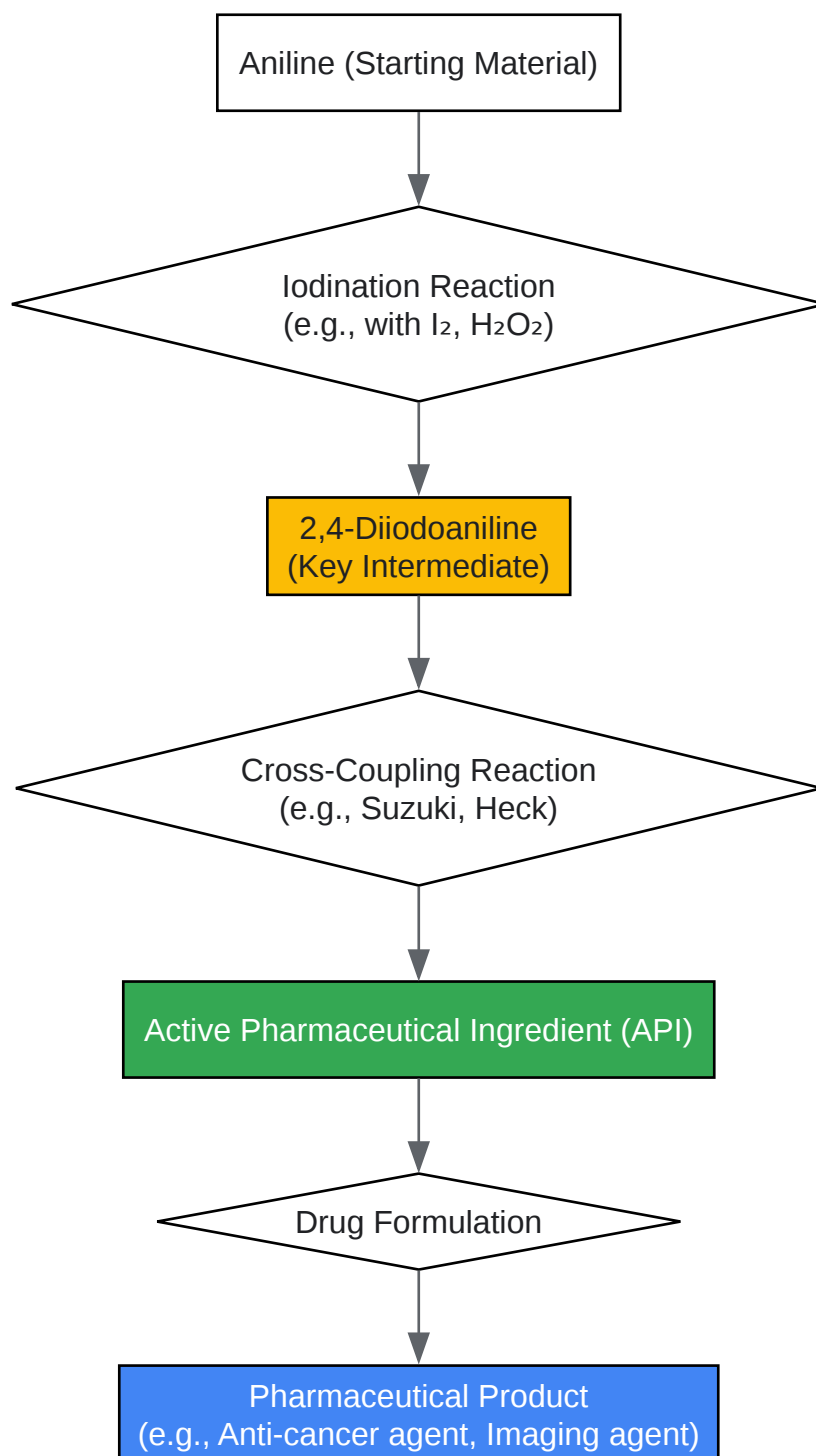 Aniline (Starting Material)
Iodination Reaction
(e.g., with I₂, H₂O₂)
2,4-Diiodoaniline
(Key Intermediate)
Cross-Coupling Reaction
(e.g., Suzuki, Heck)
Active Pharmaceutical Ingredient (API)
Drug Formulation
Pharmaceutical Product
(e.g., Anti-cancer agent, Imaging agent)